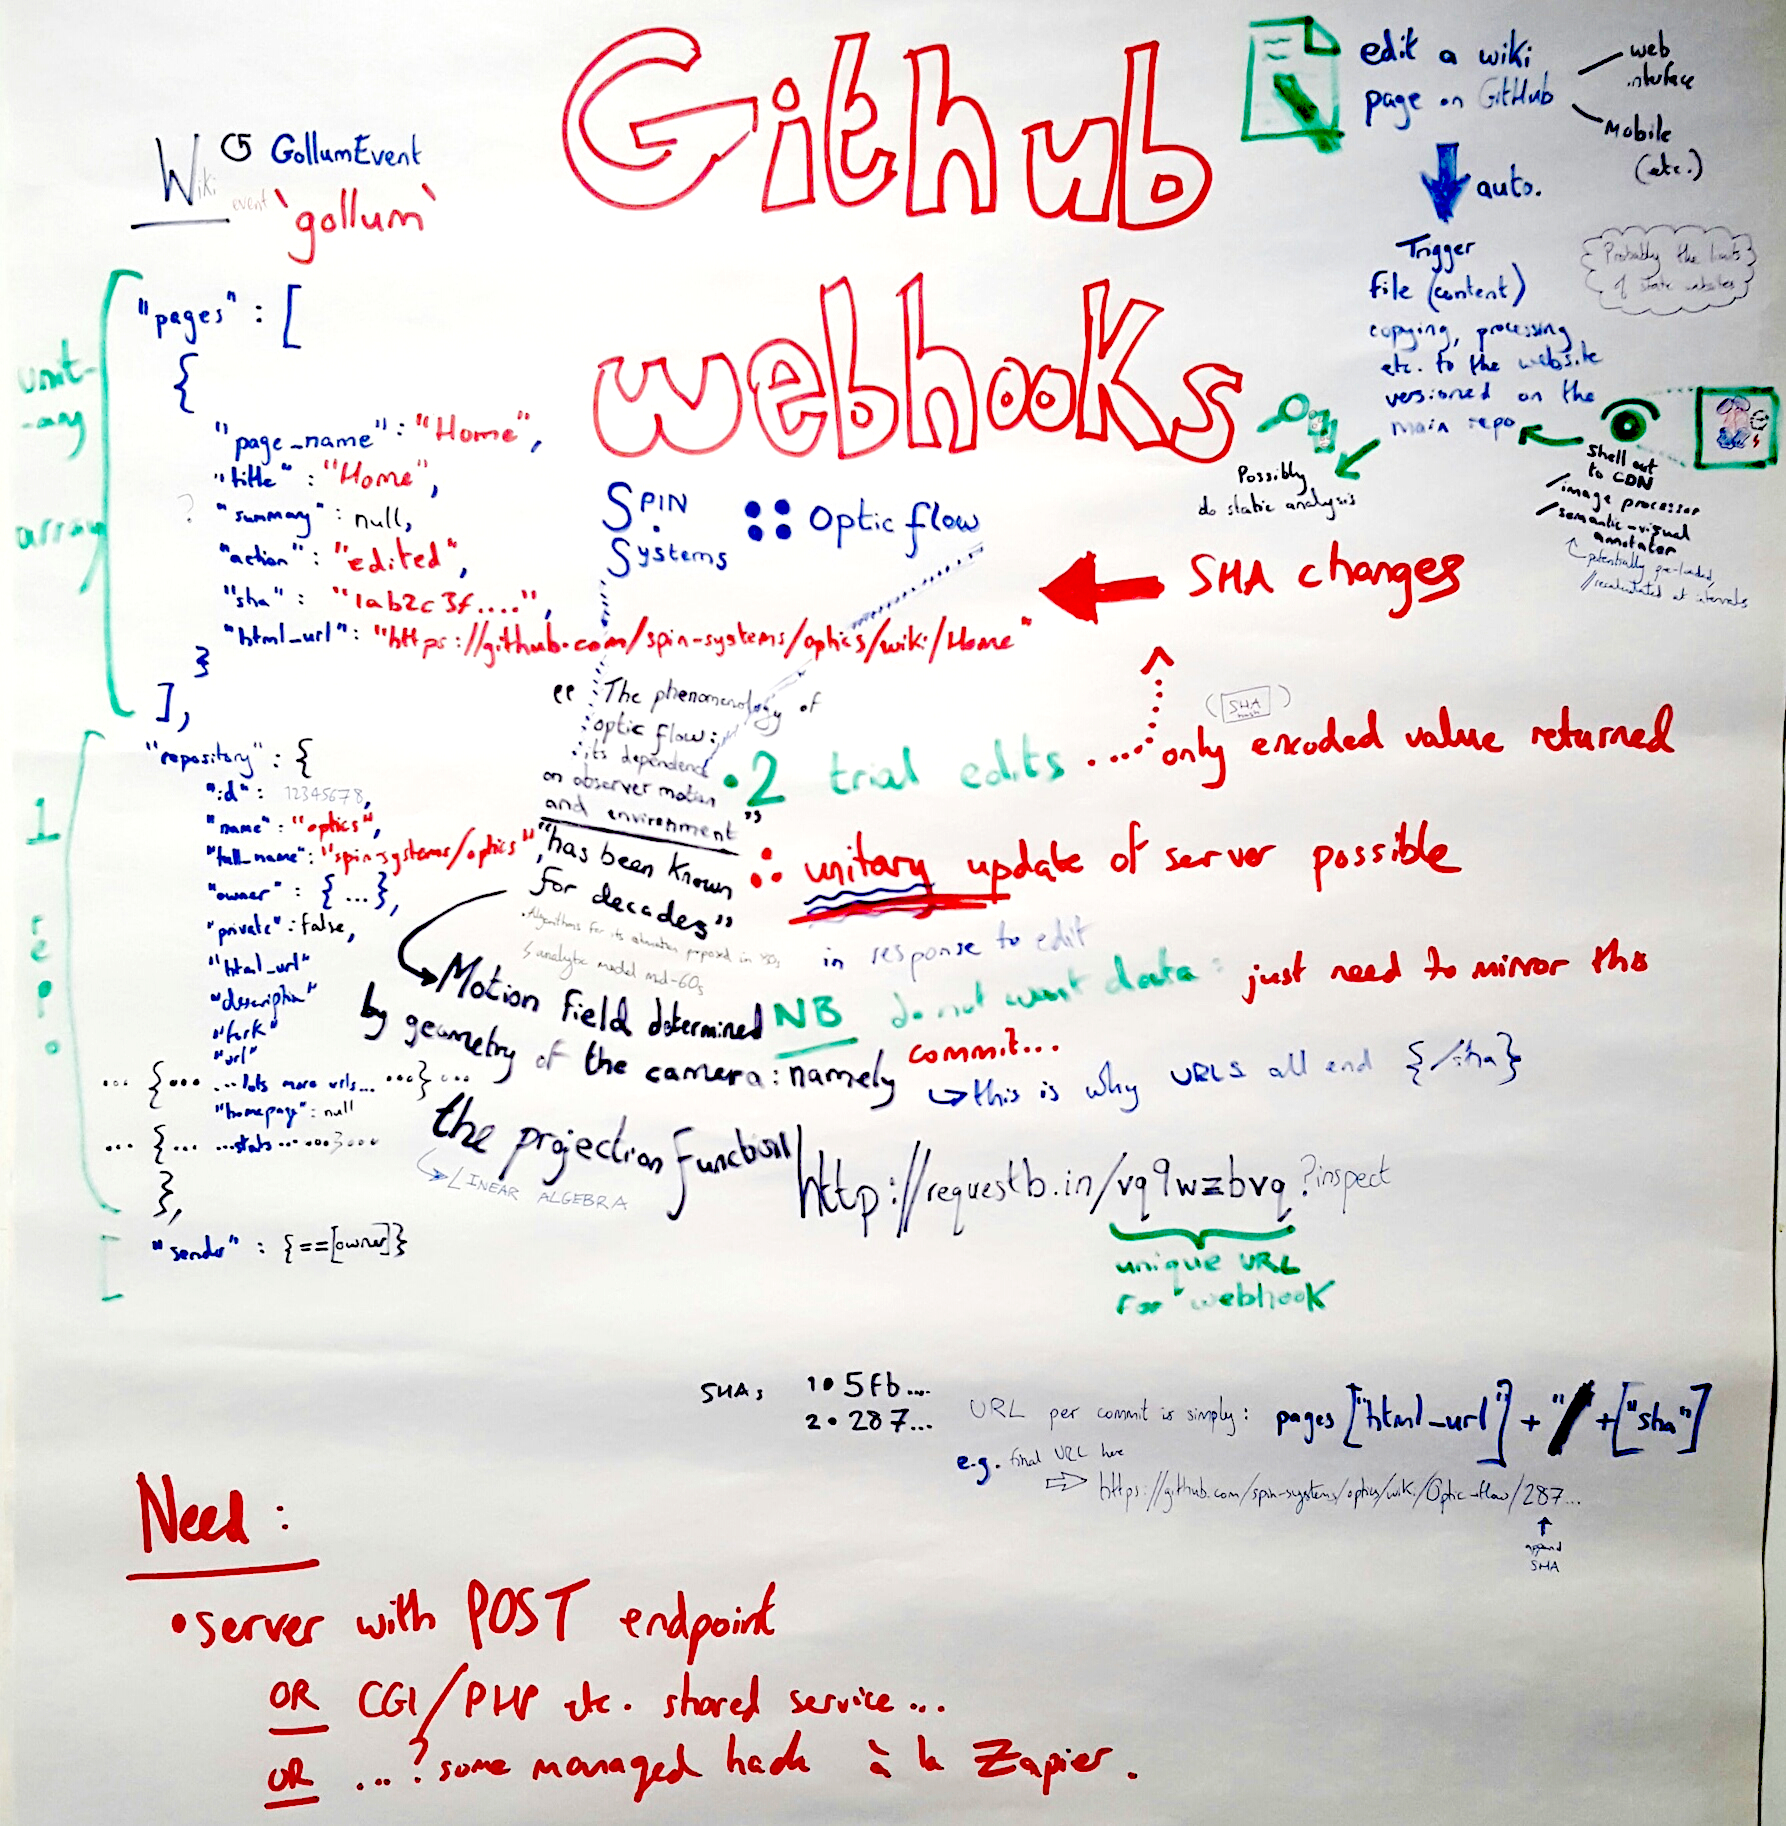 Github
webhooks
Wiki
event
GollumEvent
`gollum`
edit a wiki
page on GitHub
web
interface
Mobile
(etc.)
auto.
Trigger
file (content)
copying, processing
etc. to the website
versioned on the
main repo
Probably the limits
of static websites
Possibly
do static analysis
Shell out
to CDN
/image processor
/semantic-visual
annotator
potentially pre-loaded,
//recalculated at intervals
unit-
-ary
array
"pages" : [
{
"page_name" : "Home",
"title" : "Home",
? "summary" : null,
"action" : "edited",
"sha" : "1ab2c3f....",
"html_url" : "https://github.com/spin-systems/optics/wiki/Home"
}
],
SPIN
Systems
:: Optic flow
SHA changes
1
repo
"repository" : {
"id" : 12345678,
"name" : "optics",
"full_name" : "spin-systems/optics",
"owner" : {...},
"private" : false,
"html_url"
"description"
"fork"
"url"
... {... ...lots more urls... ...} ...
"homepage" : null
... {... ...stats... ...}...
},
"sender" : {==[owner]}
"The phenomenology of
optic flow:
its dependence
on observer motion
and environment"
"has been known
for decades"
Algorithms for its estimation proposed in '80s
analytic model mid-60s
Motion field determined
by geometry of the camera: namely
the projection function
LINEAR ALGEBRA
• 2 trial edits .... only encoded value returned
(SHA
hash)
∴ unitary update of server possible
in response to edit
NB do not want data: just need to mirror this
commit...
↪this is why URLS all end {/sha}
http://requestb.in/vq9wzbvq?inspect
unique URL
for webhook
SHAs 1• 5fb....
2• 287...
URL per commit is simply: pages["html_url"] + "/" + ["sha"]
e.g. final URL here
⇨ https://github.com/spin-systems/optics/wiki/Optic-flow/287...
↑
append
SHA
Need :
• server with POST endpoint
OR CGI/PHP etc. shared service...
OR ...? some managed hack à la Zapier.